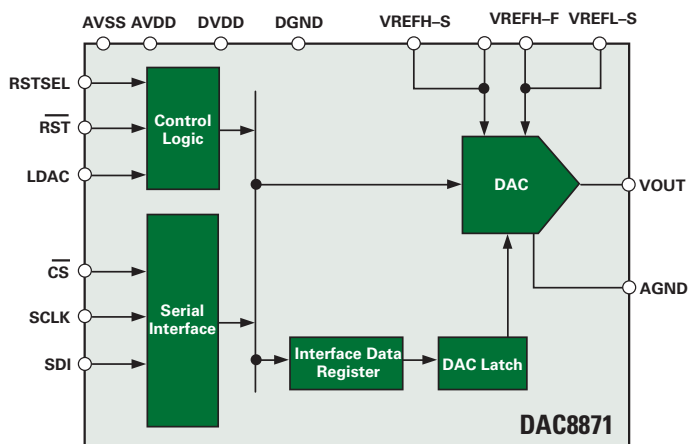 AVSS AVDD DVDD DGND VREFH–S VREFH–F VREFL–S
RSTSEL
RST
LDAC
Control
Logic
DAC
VOUT
CS
SCLK
SDI
Serial
Interface
AGND
Interface Data
Register
DAC Latch
DAC8871